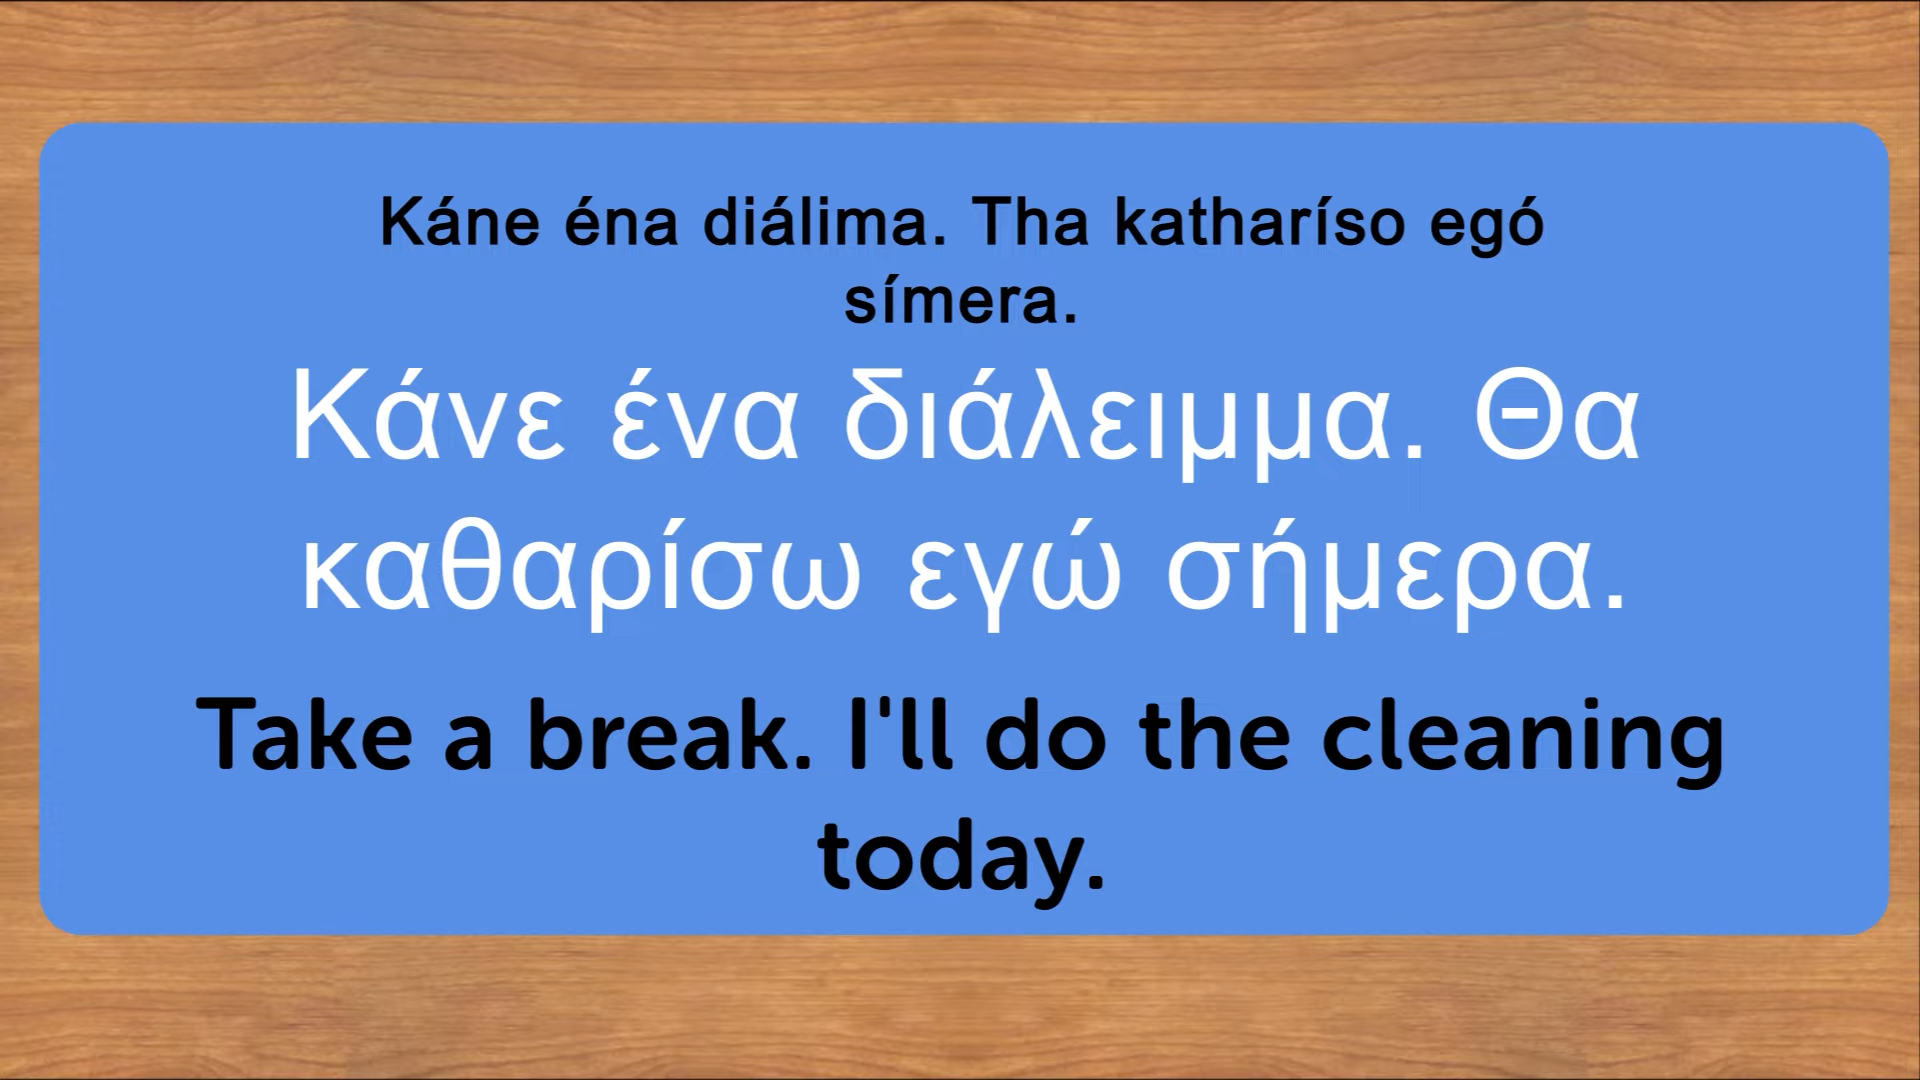 Káne éna diálima. Tha katharíso egó
símera.
Κάνε ένα διάλειμμα. Θα
καθαρίσω εγώ σήμερα.
Take a break. I'll do the cleaning
today.